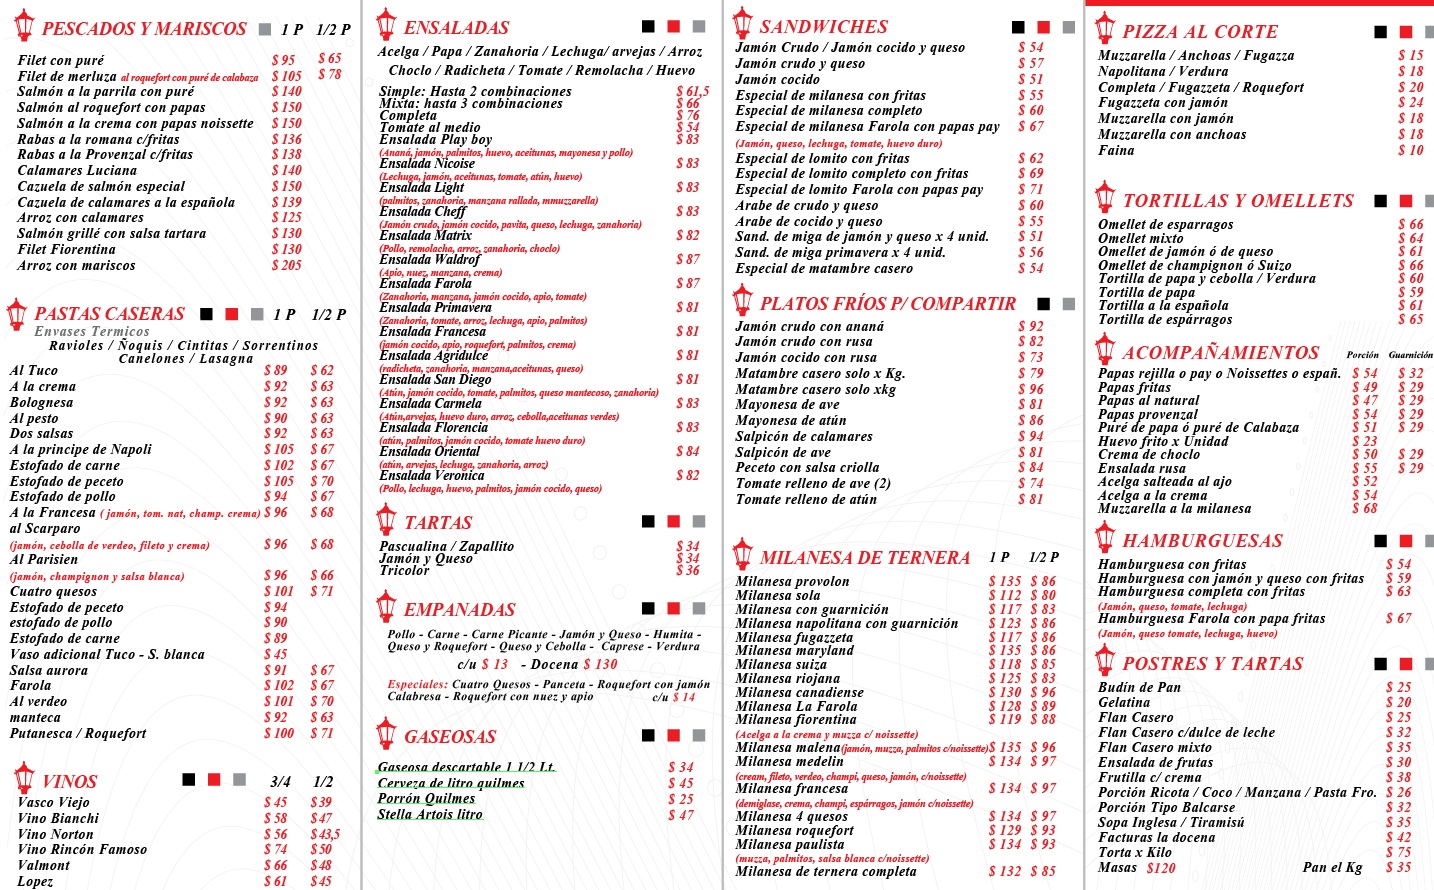 PESCADOS Y MARISCOS 1 P 1/2 P
Filet con puré $ 95 $ 65
Filet de merluza al roquefort con puré de calabaza $ 105 $ 78
Salmón a la parrila con puré $ 140
Salmón al roquefort con papas $ 150
Salmón a la crema con papas noissette $ 150
Rabas a la romana c/fritas $ 136
Rabas a la Provenzal c/fritas $ 138
Calamares Luciana $ 140
Cazuela de salmón especial $ 150
Cazuela de calamares a la española $ 139
Arroz con calamares $ 125
Salmón grillé con salsa tartara $ 130
Filet Fiorentina $ 130
Arroz con mariscos $ 205
PASTAS CASERAS 1 P 1/2 P
Envases Termicos
Ravioles / Ñoquis / Cintitas / Sorrentinos
Canelones / Lasagna
Al Tuco $ 89 $ 62
A la crema $ 92 $ 63
Bolognesa $ 92 $ 63
Al pesto $ 90 $ 63
Dos salsas $ 92 $ 63
A la principe de Napoli $ 105 $ 67
Estofado de carne $ 102 $ 67
Estofado de peceto $ 105 $ 70
Estofado de pollo $ 94 $ 67
A la Francesa ( jamón, tom. nat, champ. crema) $ 96 $ 68
al Scarparo
(jamón, cebolla de verdeo, fileto y crema) $ 96 $ 68
Al Parisien
(jamón, champignon y salsa blanca) $ 96 $ 66
Cuatro quesos $ 101 $ 71
Estofado de peceto $ 94
estofado de pollo $ 90
Estofado de carne $ 89
Vaso adicional Tuco - S. blanca $ 45
Salsa aurora $ 91 $ 67
Farola $ 102 $ 67
Al verdeo $ 101 $ 70
manteca $ 92 $ 63
Putanesca / Roquefort $ 100 $ 71
VINOS 3/4 1/2
Vasco Viejo $ 45 $39
Vino Bianchi $ 58 $47
Vino Norton $ 56 $43,5
Vino Rincón Famoso $ 74 $50
Valmont $ 66 $48
Lopez $ 61 $45
ENSALADAS
Acelga / Papa / Zanahoria / Lechuga/ arvejas / Arroz
Choclo / Radicheta / Tomate / Remolacha / Huevo
Simple: Hasta 2 combinaciones $ 61,5
Mixta: hasta 3 combinaciones $ 66
Completa $ 76
Tomate al medio $ 54
Ensalada Play boy $ 83
(Ananá, jamón, palmitos, huevo, aceitunas, mayonesa y pollo)
Ensalada Nicoise $ 83
(Lechuga, jamón, aceitunas, tomate, atún, huevo)
Ensalada Light $ 83
(palmitos, zanahoria, manzana rallada, mmuzzarella)
Ensalada Cheff $ 83
(Jamón crudo, jamón cocido, pavita, queso, lechuga, zanahoria)
Ensalada Matrix $ 82
(Pollo, remolacha, arroz, zanahoria, choclo)
Ensalada Waldrof $ 87
(Apio, nuez, manzana, crema)
Ensalada Farola $ 87
(Zanahoria, manzana, jamón cocido, apio, tomate)
Ensalada Primavera $ 81
(Zanahoria, tomate, arroz, lechuga, apio, palmitos)
Ensalada Francesa $ 81
(jamón cocido, apio, roquefort, palmitos, crema)
Ensalada Agridulce $ 81
(radicheta, zanahoria, manzana,aceitunas, queso)
Ensalada San Diego $ 81
(Atún, jamón cocido, tomate, palmitos, queso mantecoso, zanahoria)
Ensalada Carmela $ 83
(Atún,arvejas, huevo duro, arroz, cebolla,aceitunas verdes)
Ensalada Florencia $ 83
(atún, palmitos, jamón cocido, tomate huevo duro)
Ensalada Oriental $ 84
(atún, arvejas, lechuga, zanahoria, arroz)
Ensalada Veronica $ 82
(Pollo, lechuga, huevo, palmitos, jamón cocido, queso)
TARTAS
Pascualina / Zapallito $ 34
Jamón y Queso $ 34
Tricolor $ 36
EMPANADAS
Pollo - Carne - Carne Picante - Jamón y Queso - Humita -
Queso y Roquefort - Queso y Cebolla - Caprese - Verdura
c/u $ 13 - Docena $ 130
Especiales: Cuatro Quesos - Panceta - Roquefort con jamón
Calabresa - Roquefort con nuez y apio c/u $ 14
GASEOSAS
Gaseosa descartable 1 1/2 Lt. $ 34
Cerveza de litro quilmes $ 45
Porrón Quilmes $ 25
Stella Artois litro $ 47
SANDWICHES
Jamón Crudo / Jamón cocido y queso $ 54
Jamón crudo y queso $ 57
Jamón cocido $ 51
Especial de milanesa con fritas $ 55
Especial de milanesa completo $ 60
Especial de milanesa Farola con papas pay $ 67
(Jamón, queso, lechuga, tomate, huevo duro)
Especial de lomito con fritas $ 62
Especial de lomito completo con fritas $ 69
Especial de lomito Farola con papas pay $ 71
Arabe de crudo y queso $ 60
Arabe de cocido y queso $ 55
Sand. de miga de jamón y queso x 4 unid. $ 51
Sand. de miga primavera x 4 unid. $ 56
Especial de matambre casero $ 54
PLATOS FRÍOS P/ COMPARTIR
Jamón crudo con ananá $ 92
Jamón crudo con rusa $ 82
Jamón cocido con rusa $ 73
Matambre casero solo x Kg. $ 79
Matambre casero solo xkg $ 96
Mayonesa de ave $ 81
Mayonesa de atún $ 86
Salpicón de calamares $ 94
Salpicón de ave $ 81
Peceto con salsa criolla $ 84
Tomate relleno de ave (2) $ 74
Tomate relleno de atún $ 81
MILANESA DE TERNERA 1 P 1/2 P
Milanesa provolon $ 135 $ 86
Milanesa sola $ 112 $ 80
Milanesa con guarnición $ 117 $ 83
Milanesa napolitana con guarnición $ 123 $ 86
Milanesa fugazzeta $ 117 $ 86
Milanesa maryland $ 135 $ 86
Milanesa suiza $ 118 $ 85
Milanesa riojana $ 125 $ 83
Milanesa canadiense $ 130 $ 96
Milanesa La Farola $ 128 $ 89
Milanesa fiorentina $ 119 $ 88
(Acelga a la crema y muzza c/ noissette)
Milanesa malena(jamón, muzza, palmitos c/noissette) $ 135 $ 96
Milanesa medelin $ 134 $ 97
(cream, fileto, verdeo, champi, queso, jamón, c/noissette)
Milanesa francesa $ 134 $ 97
(demiglase, crema, champi, espárragos, jamón c/noissette)
Milanesa 4 quesos $ 134 $ 97
Milanesa roquefort $ 129 $ 93
Milanesa paulista $ 134 $ 93
(muzza, palmitos, salsa blanca c/noissette)
Milanesa de ternera completa $ 132 $ 85
PIZZA AL CORTE
Muzzarella / Anchoas / Fugazza $ 15
Napolitana / Verdura $ 18
Completa / Fugazzeta / Roquefort $ 20
Fugazzeta con jamón $ 24
Muzzarella con jamón $ 18
Muzzarella con anchoas $ 18
Faina $ 10
TORTILLAS Y OMELLETS
Omellet de esparragos $ 66
Omellet mixto $ 64
Omellet de jamón ó de queso $ 61
Omellet de champignon ó Suizo $ 66
Tortilla de papa y cebolla / Verdura $ 60
Tortilla de papa $ 59
Tortilla a la española $ 61
Tortilla de espárragos $ 65
ACOMPAÑAMIENTOS Porción Guarnición
Papas rejilla o pay o Noissettes o españ. $ 54 $ 32
Papas fritas $ 49 $ 29
Papas al natural $ 47 $ 29
Papas provenzal $ 54 $ 29
Puré de papa ó puré de Calabaza $ 51 $ 29
Huevo frito x Unidad $ 23
Crema de choclo $ 50 $ 29
Ensalada rusa $ 55 $ 29
Acelga salteada al ajo $ 52
Acelga a la crema $ 54
Muzzarella a la milanesa $ 68
HAMBURGUESAS
Hamburguesa con fritas $ 54
Hamburguesa con jamón y queso con fritas $ 59
Hamburguesa completa con fritas $ 63
(Jamón, queso, tomate, lechuga)
Hamburguesa Farola con papa fritas $ 67
(Jamón, queso tomate, lechuga, huevo)
POSTRES Y TARTAS
Budín de Pan $ 25
Gelatina $ 20
Flan Casero $ 25
Flan Casero c/dulce de leche $ 32
Flan Casero mixto $ 35
Ensalada de frutas $ 30
Frutilla c/ crema $ 38
Porción Ricota / Coco / Manzana / Pasta Fro. $ 26
Porción Tipo Balcarse $ 32
Sopa Inglesa / Tiramisú $ 35
Facturas la docena $ 42
Torta x Kilo $ 75
Masas $120 Pan el Kg $ 35